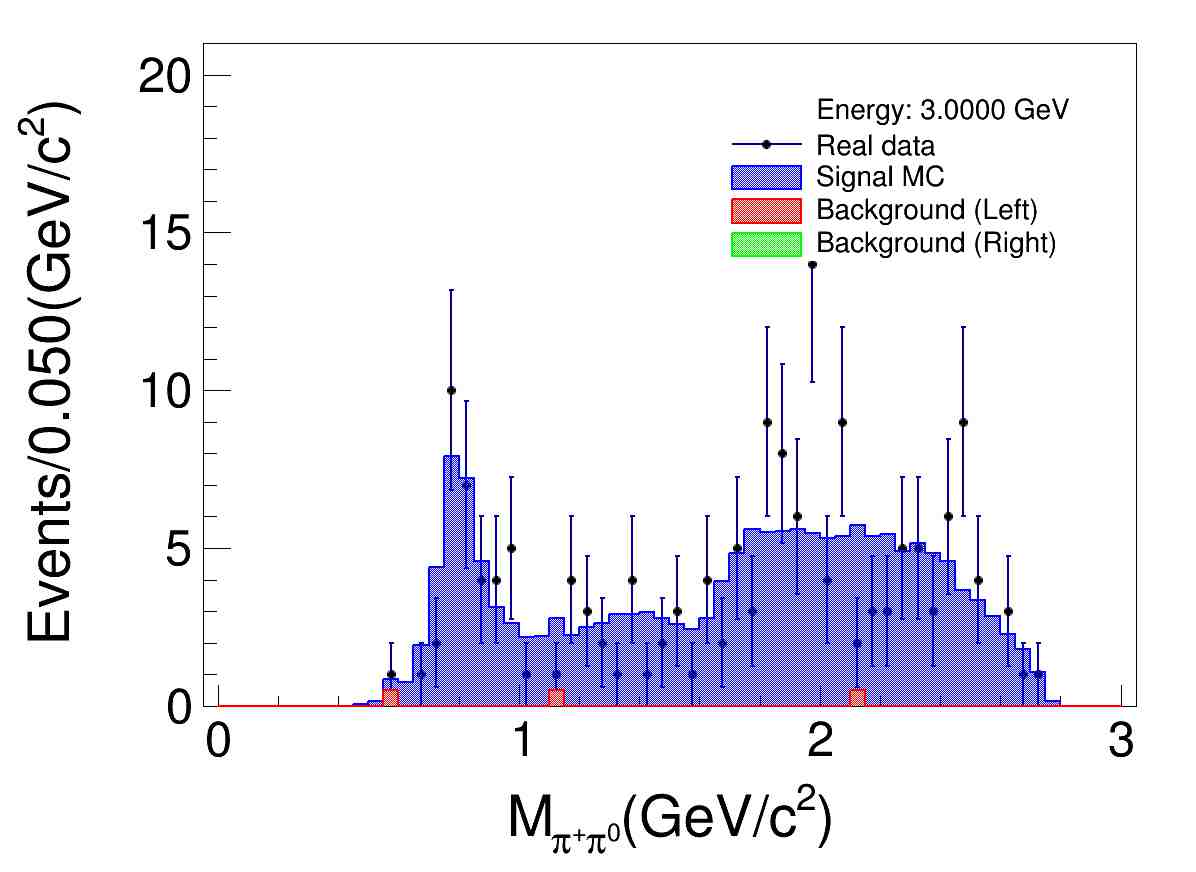 Events/0.050(GeV/c²)
20
15
10
5
0
Energy: 3.0000 GeV
Real data
Signal MC
Background (Left)
Background (Right)
0 1 2 3
Mπ⁺π⁰(GeV/c²)